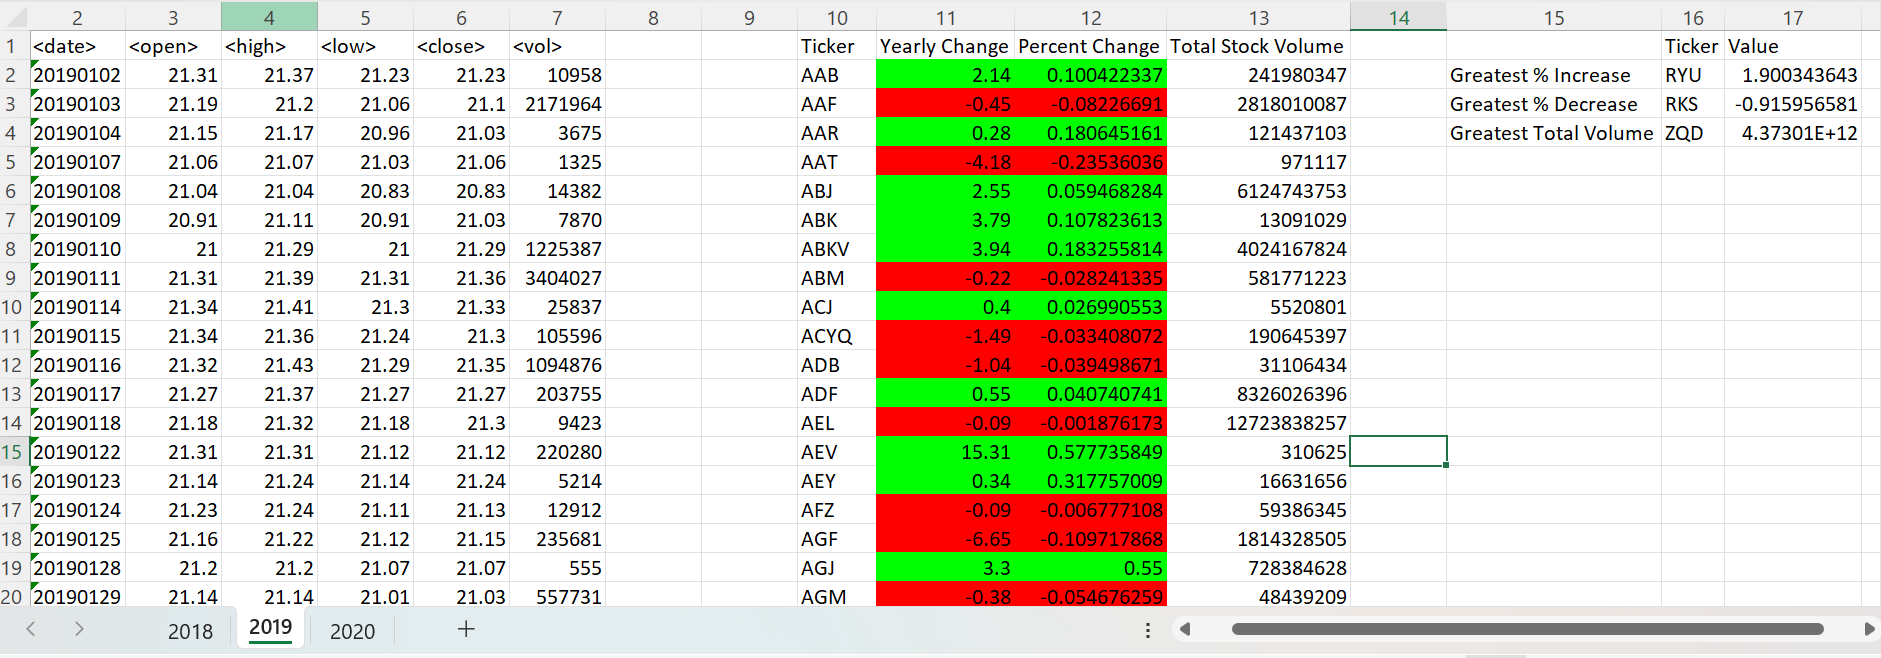 2 3 4 5 6 7 8 9 10 11 12 13 14 15 16 17
1 <date> <open> <high> <low> <close> <vol> Ticker Yearly Change Percent Change Total Stock Volume Ticker Value
2 20190102 21.31 21.37 21.23 21.23 10958 AAB 2.14 0.100422337 241980347 Greatest % Increase RYU 1.900343643
3 20190103 21.19 21.2 21.06 21.1 2171964 AAF -0.45 -0.08226691 2818010087 Greatest % Decrease RKS -0.915956581
4 20190104 21.15 21.17 20.96 21.03 3675 AAR 0.28 0.180645161 121437103 Greatest Total Volume ZQD 4.37301E+12
5 20190107 21.06 21.07 21.03 21.06 1325 AAT -4.18 -0.23536036 971117
6 20190108 21.04 21.04 20.83 20.83 14382 ABJ 2.55 0.059468284 6124743753
7 20190109 20.91 21.11 20.91 21.03 7870 ABK 3.79 0.107823613 13091029
8 20190110 21 21.29 21 21.29 1225387 ABKV 3.94 0.183255814 4024167824
9 20190111 21.31 21.39 21.31 21.36 3404027 ABM -0.22 -0.028241335 581771223
10 20190114 21.34 21.41 21.3 21.33 25837 ACJ 0.4 0.026990553 5520801
11 20190115 21.34 21.36 21.24 21.3 105596 ACYQ -1.49 -0.033408072 190645397
12 20190116 21.32 21.43 21.29 21.35 1094876 ADB -1.04 -0.039498671 31106434
13 20190117 21.27 21.37 21.27 21.27 203755 ADF 0.55 0.040740741 8326026396
14 20190118 21.18 21.32 21.18 21.3 9423 AEL -0.09 -0.001876173 12723838257
15 20190122 21.31 21.31 21.12 21.12 220280 AEV 15.31 0.577735849 310625
16 20190123 21.14 21.24 21.14 21.24 5214 AEY 0.34 0.317757009 16631656
17 20190124 21.23 21.24 21.11 21.13 12912 AFZ -0.09 -0.006777108 59386345
18 20190125 21.16 21.22 21.12 21.15 235681 AGF -6.65 -0.109717868 1814328505
19 20190128 21.2 21.2 21.07 21.07 555 AGJ 3.3 0.55 728384628
20 20190129 21.14 21.14 21.01 21.03 557731 AGM -0.38 -0.054676259 48439209
2018 2019 2020